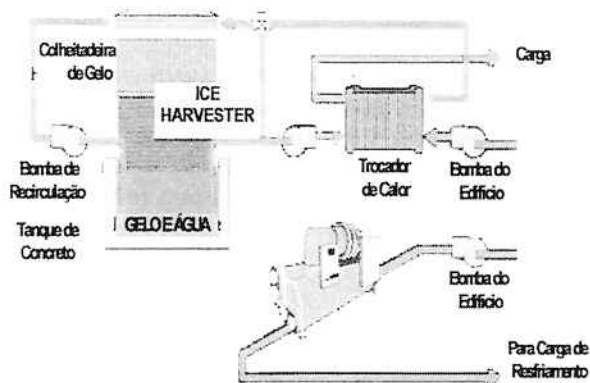 Colheitadeira
de Gelo
ICE
HARVESTER
Carga
Bomba de
Recirculação
Trocador
de Calor
Bomba do
Edifício
Tanque de
Concreto
GELO E ÁGUA
Bomba do
Edifício
Para Carga de
Resfriamento